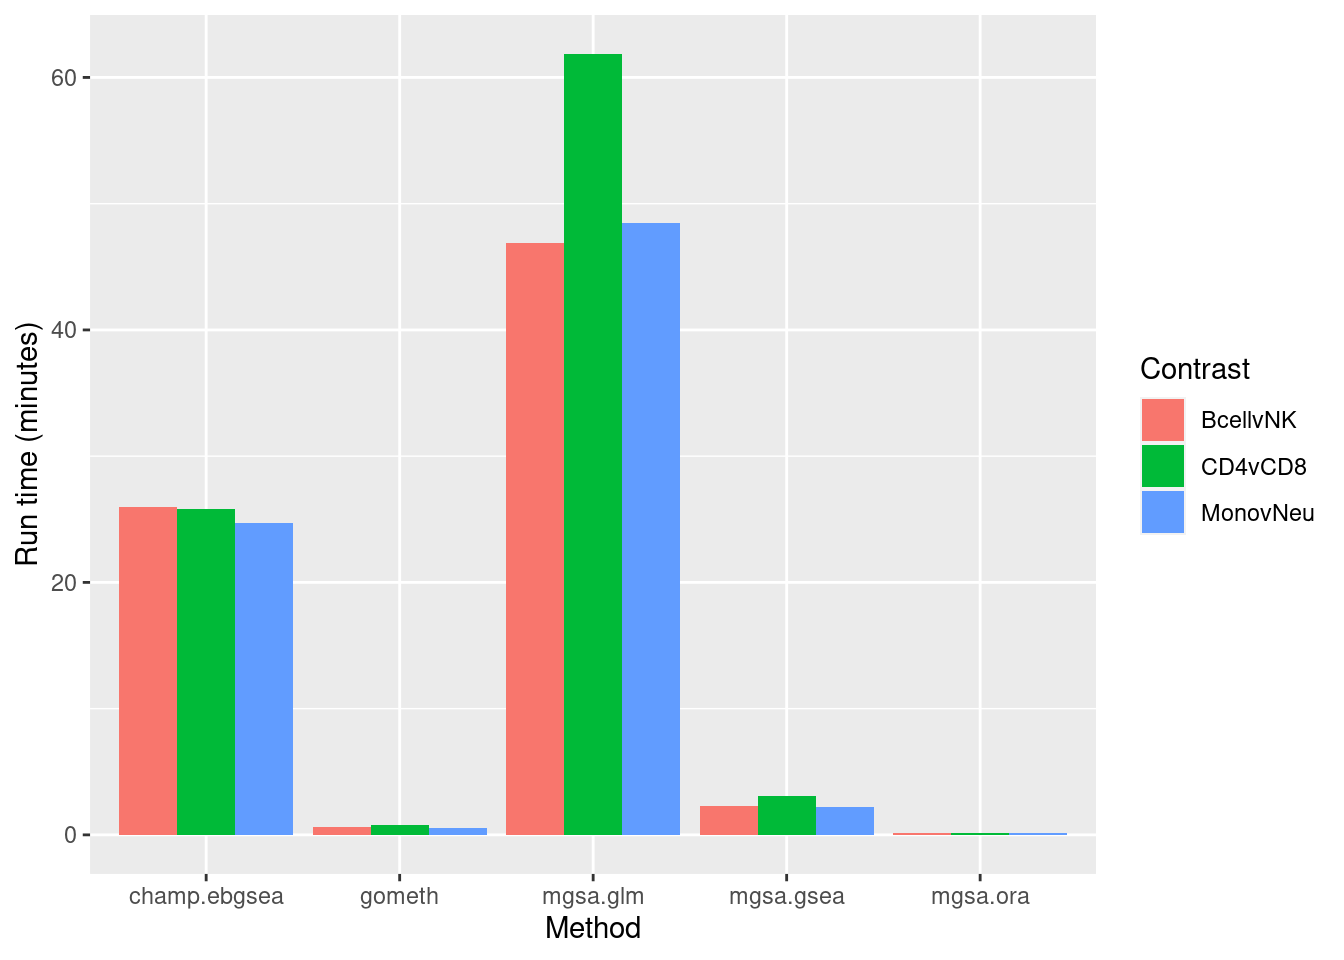 Run time (minutes)
60
40
20
0
champ.ebgsea
gometh
mgsa.glm
mgsa.gsea
mgsa.ora
Method
Contrast
BcellvNK
CD4vCD8
MonovNeu